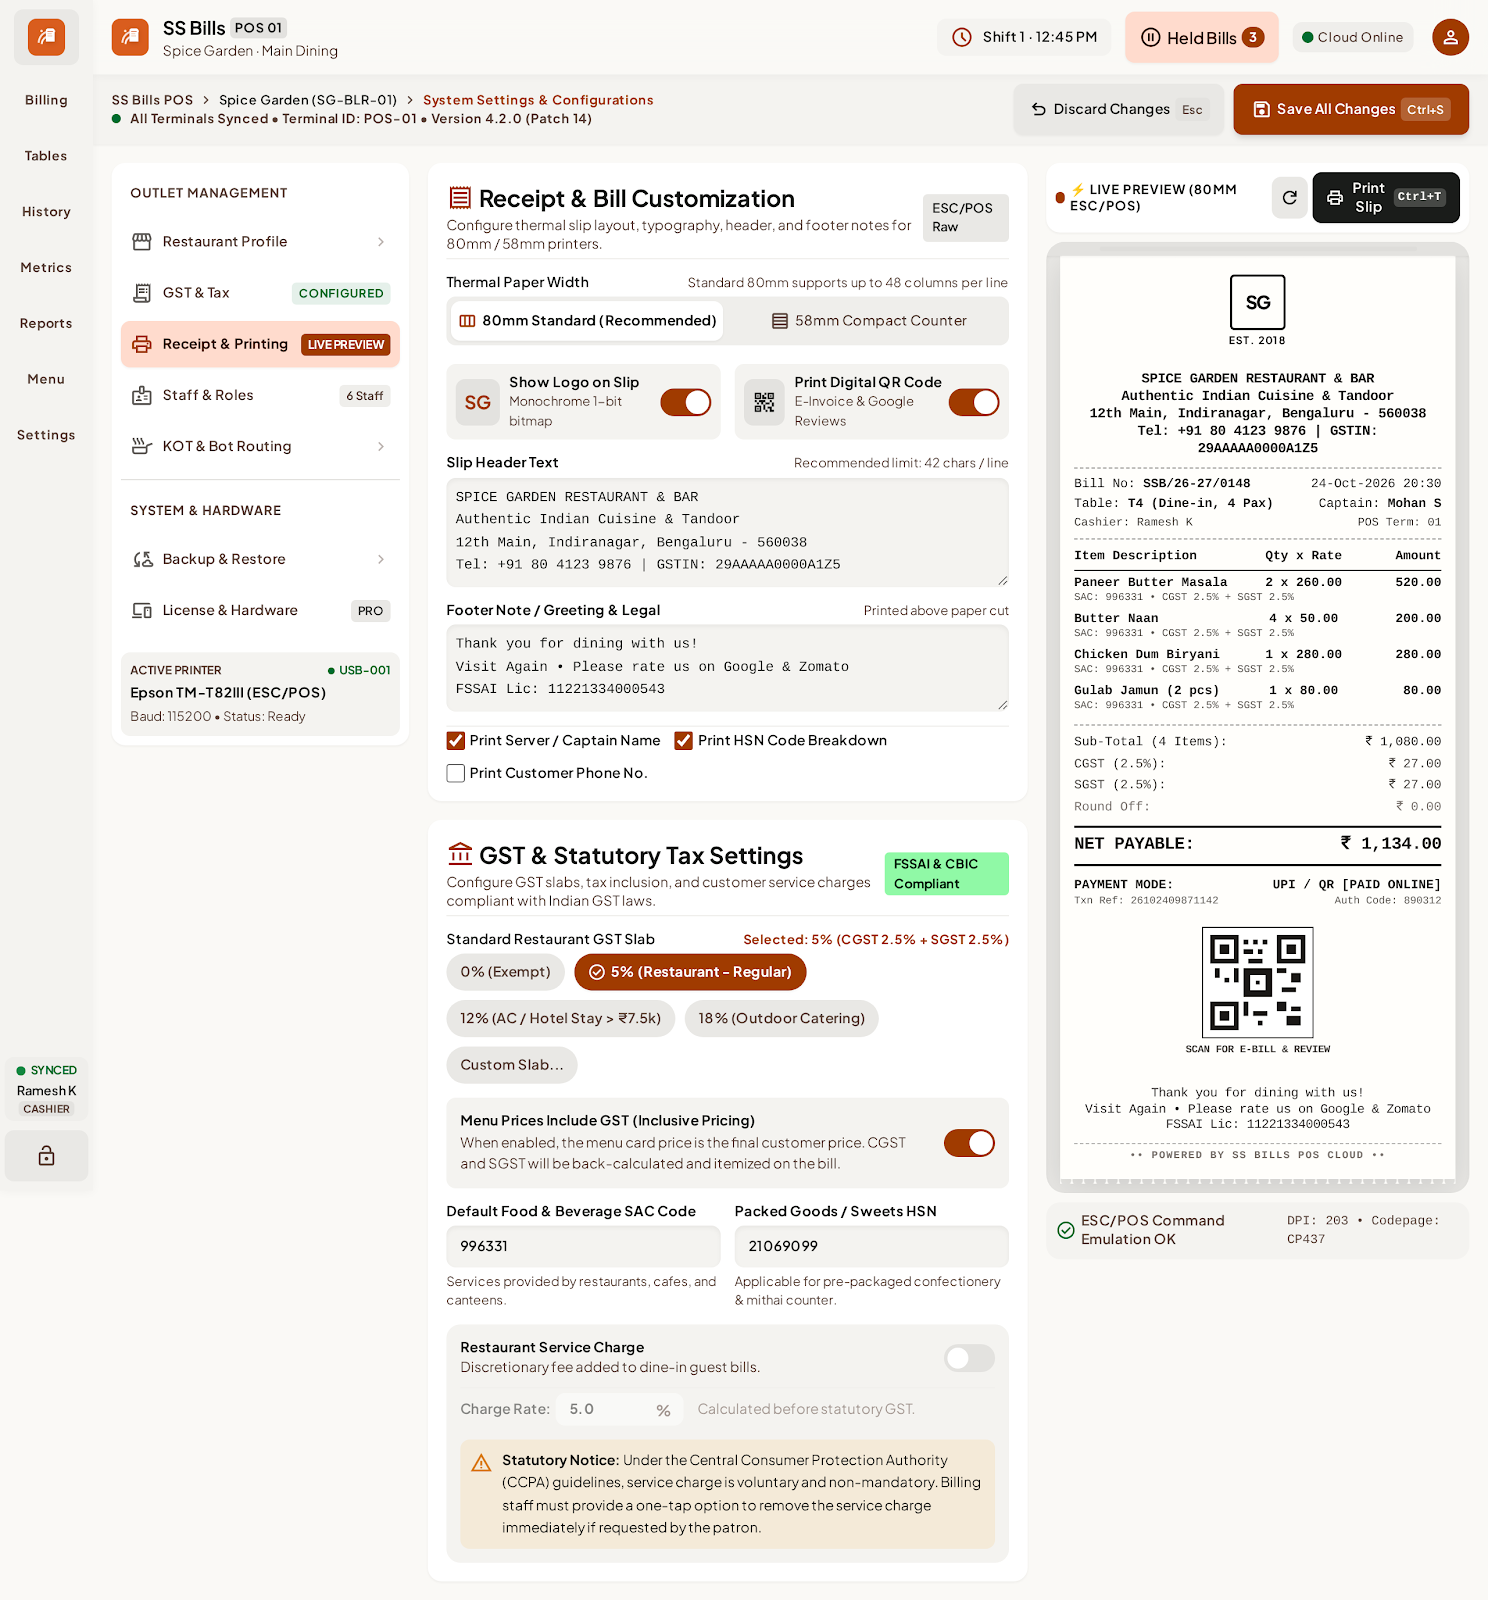 SS Bills POS 01
Spice Garden · Main Dining
Shift 1 · 12:45 PM
Held Bills 3
Cloud Online
Billing
Tables
History
Metrics
Reports
Menu
Settings
SYNCED
Ramesh K
CASHIER
SS Bills POS > Spice Garden (SG-BLR-01) > System Settings & Configurations
All Terminals Synced • Terminal ID: POS-01 • Version 4.2.0 (Patch 14)
Discard Changes Esc
Save All Changes Ctrl+S
OUTLET MANAGEMENT
Restaurant Profile
GST & Tax CONFIGURED
Receipt & Printing LIVE PREVIEW
Staff & Roles 6 Staff
KOT & Bot Routing
SYSTEM & HARDWARE
Backup & Restore
License & Hardware PRO
ACTIVE PRINTER • USB-001
Epson TM-T82III (ESC/POS)
Baud: 115200 • Status: Ready
Receipt & Bill Customization
Configure thermal slip layout, typography, header, and footer notes for
80mm / 58mm printers.
ESC/POS
Raw
Thermal Paper Width Standard 80mm supports up to 48 columns per line
80mm Standard (Recommended) 58mm Compact Counter
SG
Show Logo on Slip
Monochrome 1-bit
bitmap
Print Digital QR Code
E-Invoice & Google
Reviews
Slip Header Text Recommended limit: 42 chars / line
SPICE GARDEN RESTAURANT & BAR
Authentic Indian Cuisine & Tandoor
12th Main, Indiranagar, Bengaluru - 560038
Tel: +91 80 4123 9876 | GSTIN: 29AAAAA0000A1Z5
Footer Note / Greeting & Legal Printed above paper cut
Thank you for dining with us!
Visit Again • Please rate us on Google & Zomato
FSSAI Lic: 11221334000543
Print Server / Captain Name Print HSN Code Breakdown
Print Customer Phone No.
GST & Statutory Tax Settings
Configure GST slabs, tax inclusion, and customer service charges
compliant with Indian GST laws.
FSSAI & CBIC
Compliant
Standard Restaurant GST Slab Selected: 5% (CGST 2.5% + SGST 2.5%)
0% (Exempt) 5% (Restaurant - Regular)
12% (AC / Hotel Stay > ₹7.5k) 18% (Outdoor Catering)
Custom Slab...
Menu Prices Include GST (Inclusive Pricing)
When enabled, the menu card price is the final customer price. CGST
and SGST will be back-calculated and itemized on the bill.
Default Food & Beverage SAC Code Packed Goods / Sweets HSN
996331 21069099
Services provided by restaurants, cafes, and
canteens.
Applicable for pre-packaged confectionery
& mithai counter.
Restaurant Service Charge
Discretionary fee added to dine-in guest bills.
Charge Rate: 5.0 % Calculated before statutory GST.
Statutory Notice: Under the Central Consumer Protection Authority
(CCPA) guidelines, service charge is voluntary and non-mandatory. Billing
staff must provide a one-tap option to remove the service charge
immediately if requested by the patron.
⚡ LIVE PREVIEW (80MM
ESC/POS)
Print
Slip
Ctrl+T
SG
EST. 2018
SPICE GARDEN RESTAURANT & BAR
Authentic Indian Cuisine & Tandoor
12th Main, Indiranagar, Bengaluru - 560038
Tel: +91 80 4123 9876 | GSTIN:
29AAAAA0000A1Z5
Bill No: SSB/26-27/0148 24-Oct-2026 20:30
Table: T4 (Dine-in, 4 Pax) Captain: Mohan S
Cashier: Ramesh K POS Term: 01
Item Description Qty x Rate Amount
Paneer Butter Masala 2 x 260.00 520.00
SAC: 996331 • CGST 2.5% + SGST 2.5%
Butter Naan 4 x 50.00 200.00
SAC: 996331 • CGST 2.5% + SGST 2.5%
Chicken Dum Biryani 1 x 280.00 280.00
SAC: 996331 • CGST 2.5% + SGST 2.5%
Gulab Jamun (2 pcs) 1 x 80.00 80.00
SAC: 996331 • CGST 2.5% + SGST 2.5%
Sub-Total (4 Items): ₹ 1,080.00
CGST (2.5%): ₹ 27.00
SGST (2.5%): ₹ 27.00
Round Off: ₹ 0.00
NET PAYABLE: ₹ 1,134.00
PAYMENT MODE: UPI / QR [PAID ONLINE]
Txn Ref: 26102409871142 Auth Code: 890312
SCAN FOR E-BILL & REVIEW
Thank you for dining with us!
Visit Again • Please rate us on Google & Zomato
FSSAI Lic: 11221334000543
•• POWERED BY SS BILLS POS CLOUD ••
ESC/POS Command
Emulation OK
DPI: 203 • Codepage:
CP437